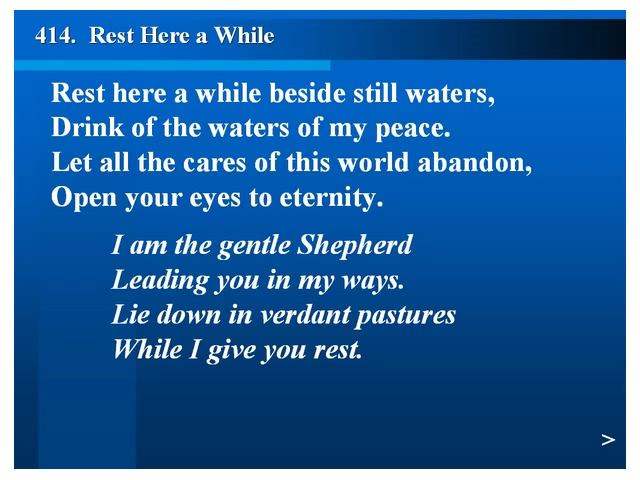 414. Rest Here a While
Rest here a while beside still waters,
Drink of the waters of my peace.
Let all the cares of this world abandon,
Open your eyes to eternity.
I am the gentle Shepherd
Leading you in my ways.
Lie down in verdant pastures
While I give you rest.
>